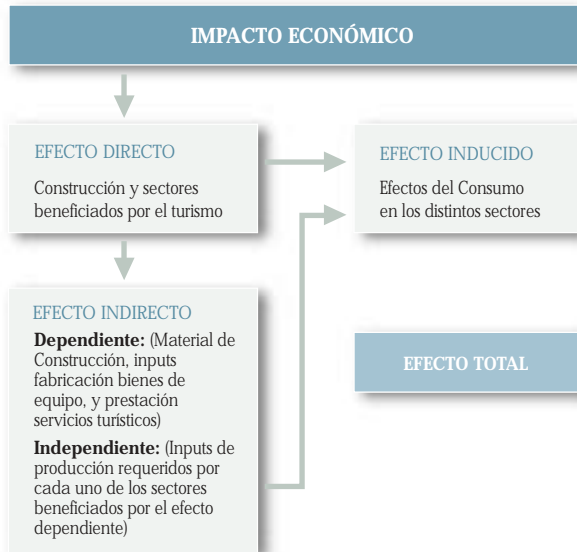 IMPACTO ECONÓMICO
EFECTO DIRECTO
Construcción y sectores
beneficiados por el turismo
EFECTO INDUCIDO
Efectos del Consumo
en los distintos sectores
EFECTO INDIRECTO
Dependiente: (Material de
Construcción, inputs
fabricación bienes de
equipo, y prestación
servicios turísticos)
Independiente: (Inputs de
producción requeridos por
cada uno de los sectores
beneficiados por el efecto
dependiente)
EFECTO TOTAL